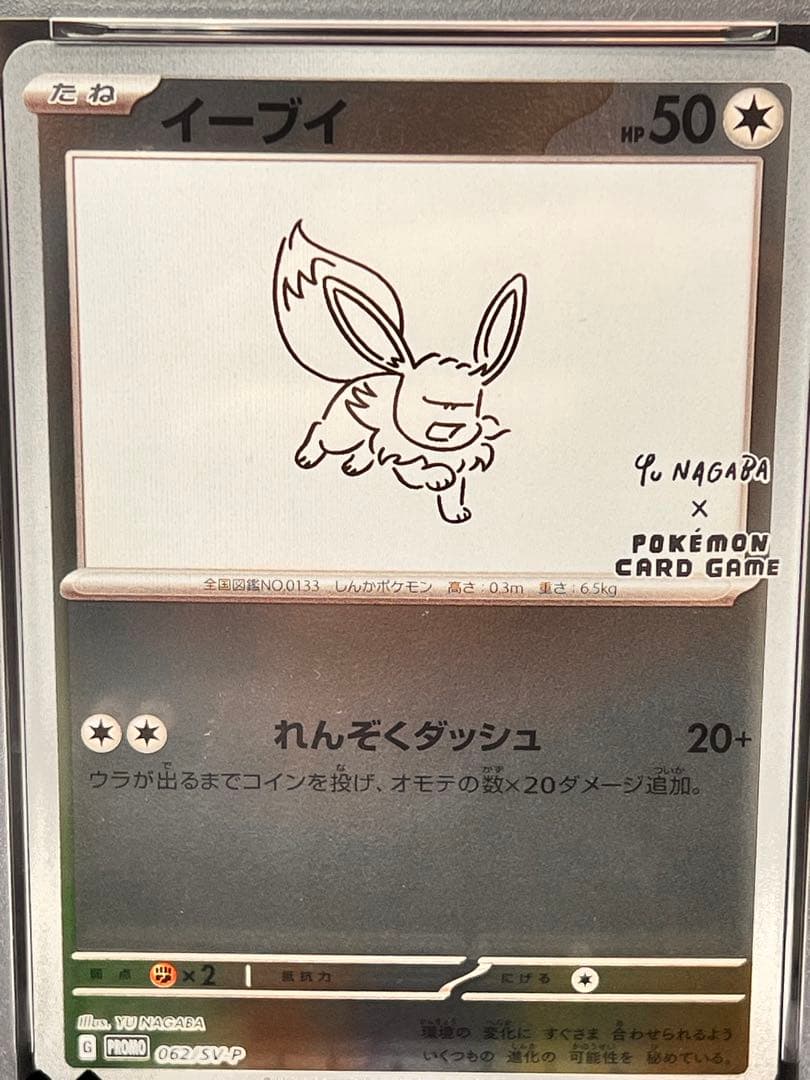 たね
イーブイ
HP50
Yu NAGABA
×
POKÉMON
CARD GAME
全国図鑑NO.0133 しんかポケモン 高さ:0.3m 重さ:6.5kg
れんぞくダッシュ 20+
ウラが出るまでコインを投げ、オモテの数×20ダメージ追加。
弱点 ×2 抵抗力 にげる
Illus. YU NAGABA
環境の変化に すぐさま 合わせられるよう
G PROMO 062/SV-P
いくつもの 進化の 可能性を 秘めている。